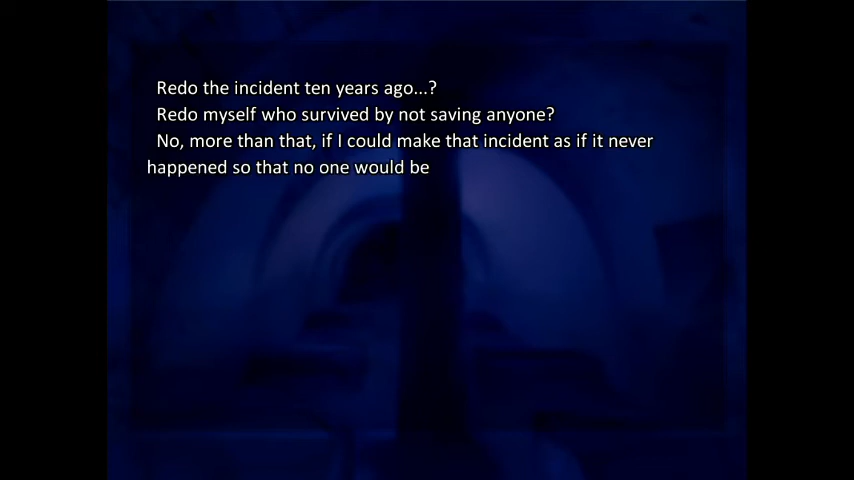 Redo the incident ten years ago...?
Redo myself who survived by not saving anyone?
No, more than that, if I could make that incident as if it never
happened so that no one would be